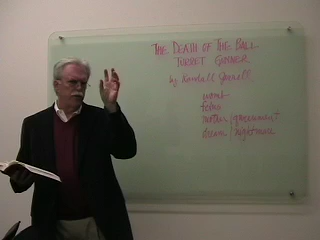 THE DEATH OF THE BALL
TURRET GUNNER
by Randall Jarrell
womb
fetus
mother / government
dream / nightmare